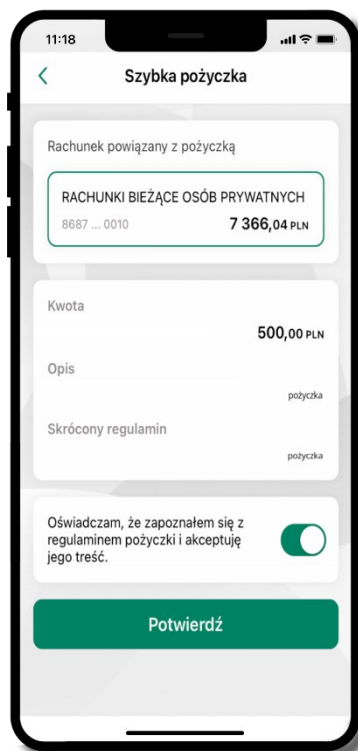 11:18
Szybka pożyczka
Rachunek powiązany z pożyczką
RACHUNKI BIEŻĄCE OSÓB PRYWATNYCH
8687 ... 0010 7 366,04 PLN
Kwota
500,00 PLN
Opis
pożyczka
Skrócony regulamin
pożyczka
Oświadczam, że zapoznałem się z
regulaminem pożyczki i akceptuję
jego treść.
Potwierdź